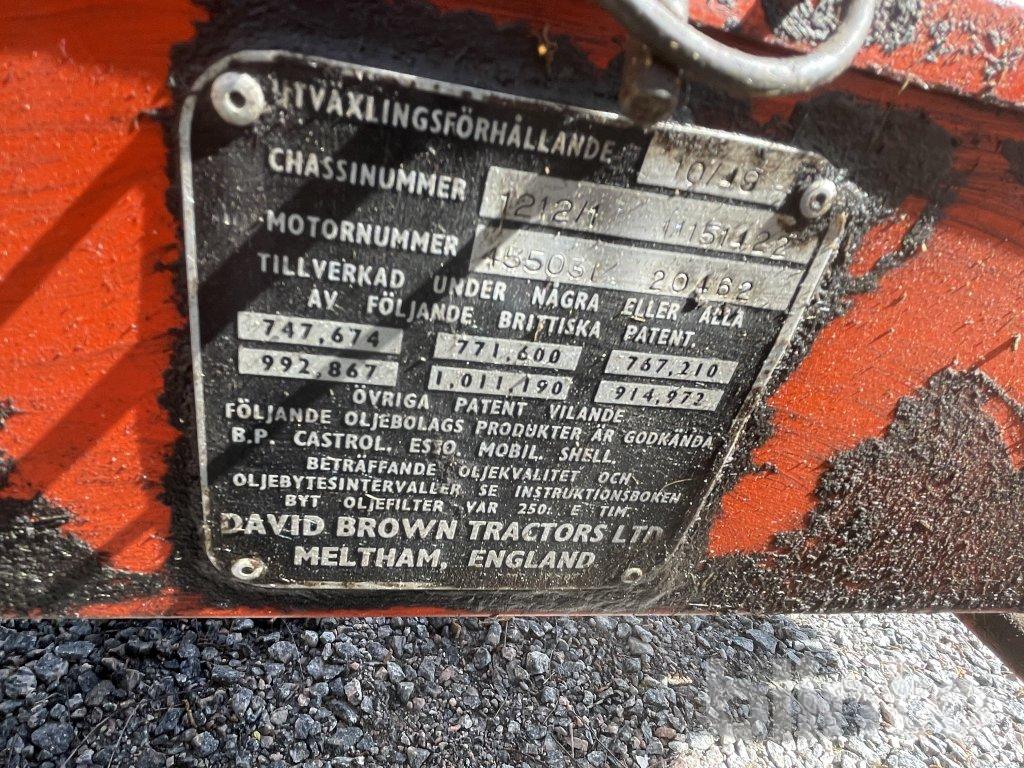 UTVÄXLINGSFÖRHÅLLANDE 10/49
CHASSINUMMER 1212/1 / 11151422
MOTORNUMMER 455031/ 20462
TILLVERKAD UNDER NÅGRA ELLER ALLA
AV FÖLJANDE BRITTISKA PATENT.
747,674 771,600 767,210
992,867 1,011,190 914,972
ÖVRIGA PATENT VILANDE
FÖLJANDE OLJEBOLAGS PRODUKTER ÄR GODKÄNDA
B.P. CASTROL. ESSO. MOBIL. SHELL.
BETRÄFFANDE OLJEKVALITET OCH
OLJEBYTESINTERVALLER SE INSTRUKTIONSBOKEN
BYT OLJEFILTER VAR 250: E TIM.
DAVID BROWN TRACTORS LTD
MELTHAM, ENGLAND